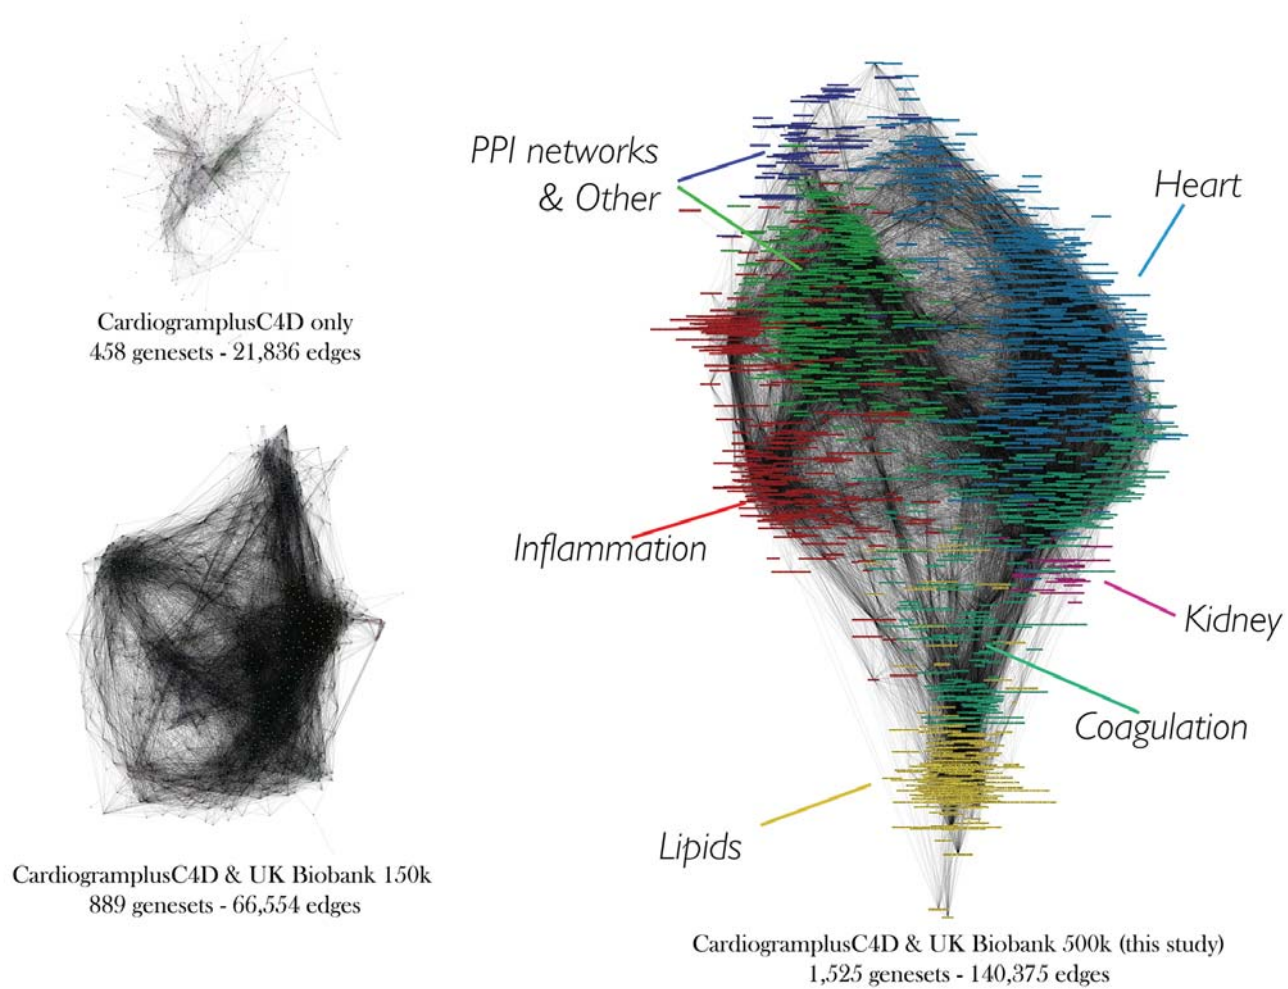 CardiogramplusC4D only
458 genesets - 21,836 edges
CardiogramplusC4D & UK Biobank 150k
889 genesets - 66,554 edges
PPI networks
& Other
Heart
Inflammation
Kidney
Coagulation
Lipids
CardiogramplusC4D & UK Biobank 500k (this study)
1,525 genesets - 140,375 edges